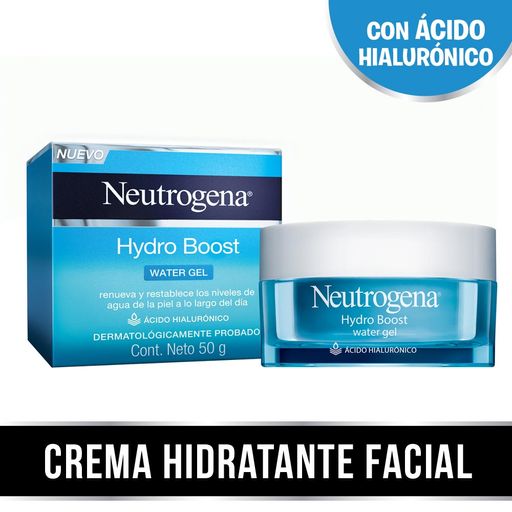 CON ÁCIDO
HIALURÓNICO
NUEVO
Neutrogena®
Hydro Boost
WATER GEL
renueva y restablece los niveles de
agua de la piel a lo largo del día
ÁCIDO HIALURÓNICO
DERMATOLÓGICAMENTE PROBADO
Cont. Neto 50 g
Neutrogena®
Hydro Boost
water gel
ÁCIDO HIALURÓNICO
CREMA HIDRATANTE FACIAL